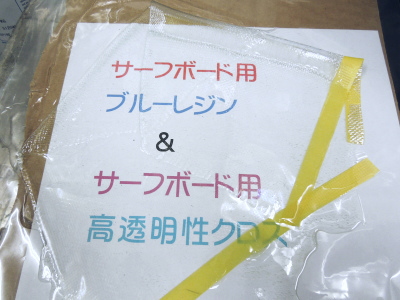 サーフボード用
ブルーレジン
&
サーフボード用
高透明性クロス